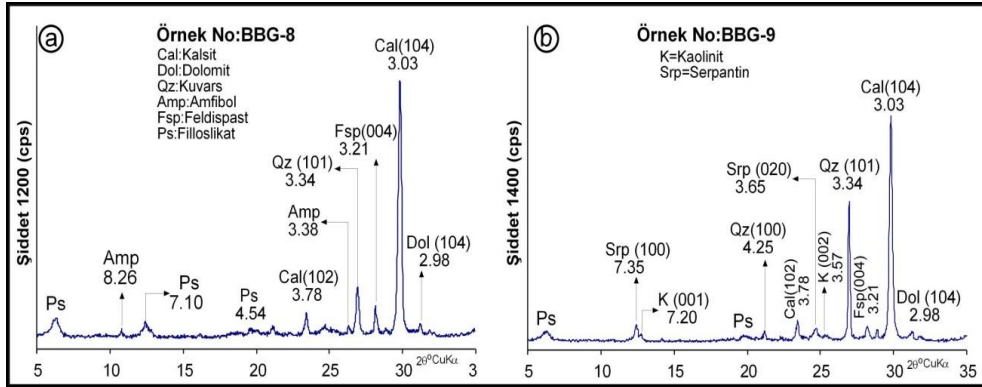 a
Örnek No:BBG-8
Cal:Kalsit
Dol:Dolomit
Qz:Kuvars
Amp:Amfibol
Fsp:Feldispast
Ps:Filloslikat
Cal(104)
3.03
Fsp(004)
3.21
Qz (101)
3.34
Amp
3.38
Dol (104)
2.98
Amp
8.26
Ps
7.10
Cal(102)
3.78
Ps
4.54
Ps
Şiddet 1200 (cps)
5 10 15 20 25 30 3
2θ°CuKα
b
Örnek No:BBG-9
K=Kaolinit
Srp=Serpantin
Cal(104)
3.03
Qz (101)
3.34
Srp (020)
3.65
Qz(100)
4.25
Srp (100)
7.35
K (001)
7.20
Cal(102)
3.78
K (002)
3.57
Fsp(004)
3.21
Dol (104)
2.98
Ps
Ps
Şiddet 1400 (cps)
5 10 15 20 25 30 35
2θ°CuKα